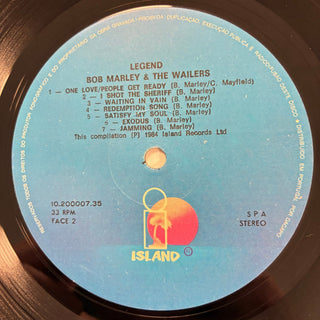 LEGEND
BOB MARLEY & THE WAILERS
1 — ONE LOVE/PEOPLE GET READY (B. Marley/C. Mayfield)
2 — I SHOT THE SHERIFF (B. Marley)
3 — WAITING IN VAIN (B. Marley)
4 — REDEMPTION SONG (B. Marley)
5 — SATISFY MY SOUL (B. Marley)
6 — EXODUS (B. Marley)
7 — JAMMING (B. Marley)
This compilation (P) 1984 Island Records Ltd
10.200007.35
33 RPM
FACE 2
S P A
STEREO
ISLAND